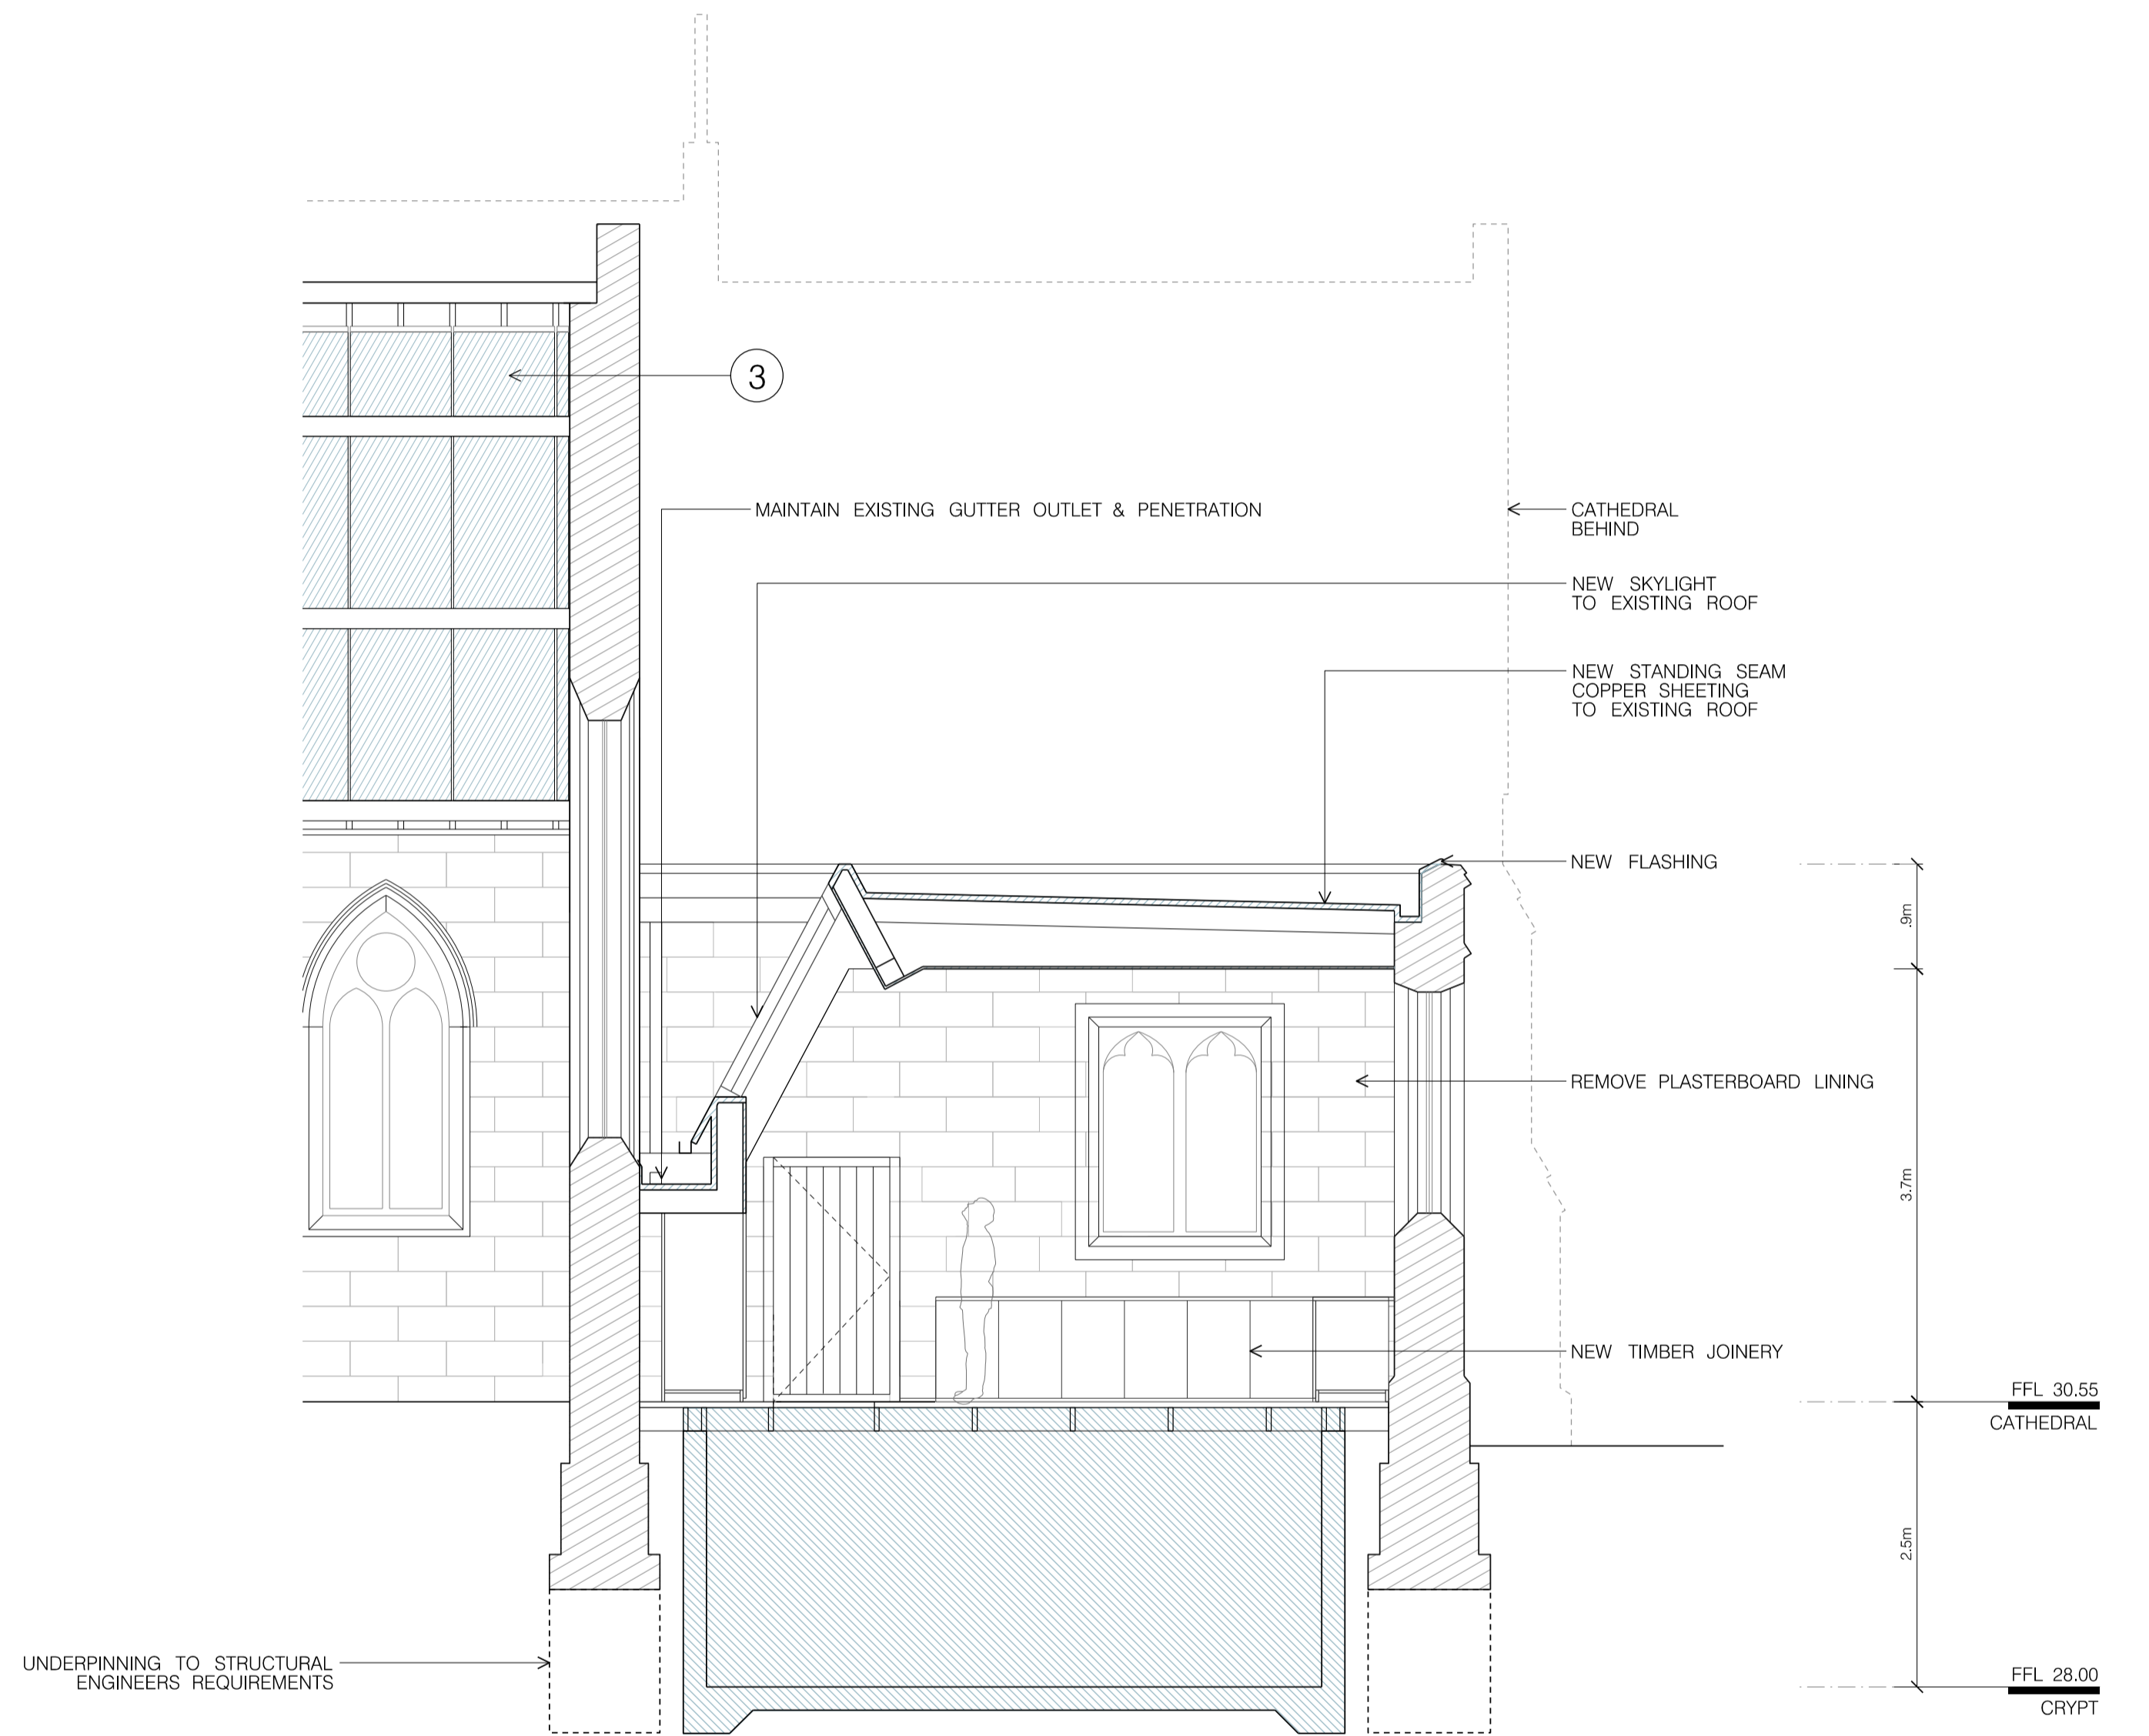 3
MAINTAIN EXISTING GUTTER OUTLET & PENETRATION
CATHEDRAL
BEHIND
NEW SKYLIGHT
TO EXISTING ROOF
NEW STANDING SEAM
COPPER SHEETING
TO EXISTING ROOF
NEW FLASHING
.9m
REMOVE PLASTERBOARD LINING
3.7m
NEW TIMBER JOINERY
FFL 30.55
CATHEDRAL
2.5m
UNDERPINNING TO STRUCTURAL
ENGINEERS REQUIREMENTS
FFL 28.00
CRYPT